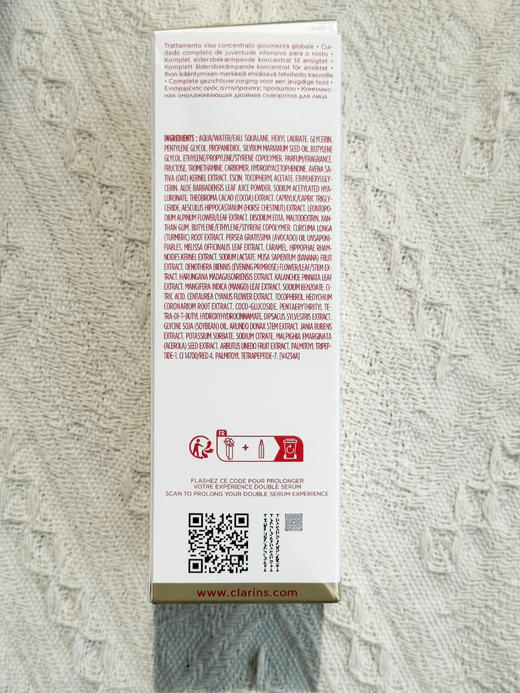 Trattamento viso concentrato giovinezza globale • Cui-
dado completo de juventude intensivo para o rosto •
Komplet aldersbekæmpende koncentrat til ansigtet •
Komplett åldersbekämpande koncentrat för ansiktet •
Ihon ikääntymisen merkkejä ehkäisevä tehohoito kasvoille
• Complete gezichtsverzorging voor een jeugdige huid •
Ενισχυμένος ορός αντιγήρανσης προσώπου • Комплекс-
ная омолаживающая двойная сыворотка для лица
INGREDIENTS : AQUA/WATER/EAU. SQUALANE. HEXYL LAURATE. GLYCERIN.
PENTYLENE GLYCOL. PROPANEDIOL. SILYBUM MARIANUM SEED OIL. BUTYLENE
GLYCOL. ETHYLENE/PROPYLENE/STYRENE COPOLYMER. PARFUM/FRAGRANCE.
FRUCTOSE. TROMETHAMINE. CARBOMER. HYDROXYACETOPHENONE. AVENA SA-
TIVA (OAT) KERNEL EXTRACT. ESCIN. TOCOPHERYL ACETATE. ETHYLHEXYLGLY-
CERIN. ALOE BARBADENSIS LEAF JUICE POWDER. SODIUM ACETYLATED HYA-
LURONATE. THEOBROMA CACAO (COCOA) EXTRACT. CAPRYLIC/CAPRIC TRIGLY-
CERIDE. AESCULUS HIPPOCASTANUM (HORSE CHESTNUT) EXTRACT. LEONTOPO-
DIUM ALPINUM FLOWER/LEAF EXTRACT. DISODIUM EDTA. MALTODEXTRIN. XAN-
THAN GUM. BUTYLENE/ETHYLENE/STYRENE COPOLYMER. CURCUMA LONGA
(TURMERIC) ROOT EXTRACT. PERSEA GRATISSIMA (AVOCADO) OIL UNSAPONI-
FIABLES. MELISSA OFFICINALIS LEAF EXTRACT. CARAMEL. HIPPOPHAE RHAM-
NOIDES KERNEL EXTRACT. SODIUM LACTATE. MUSA SAPIENTUM (BANANA) FRUIT
EXTRACT. OENOTHERA BIENNIS (EVENING PRIMROSE) FLOWER/LEAF/STEM EX-
TRACT. HARUNGANA MADAGASCARIENSIS EXTRACT. KALANCHOE PINNATA LEAF
EXTRACT. MANGIFERA INDICA (MANGO) LEAF EXTRACT. SODIUM BENZOATE. CI-
TRIC ACID. CENTAUREA CYANUS FLOWER EXTRACT. TOCOPHEROL. HEDYCHIUM
CORONARIUM ROOT EXTRACT. COCO-GLUCOSIDE. PENTAERYTHRITYL TE-
TRA-DI-T-BUTYL HYDROXYHYDROCINNAMATE. DIPSACUS SYLVESTRIS EXTRACT.
GLYCINE SOJA (SOYBEAN) OIL. ARUNDO DONAX STEM EXTRACT. JANIA RUBENS
EXTRACT. POTASSIUM SORBATE. SODIUM CITRATE. MALPIGHIA EMARGINATA
(ACEROLA) SEED EXTRACT. ARBUTUS UNEDO FRUIT EXTRACT. PALMITOYL TRIPEP-
TIDE-1. CI 14700/RED 4. PALMITOYL TETRAPEPTIDE-7. [V4234A]
FR
FLASHEZ CE CODE POUR PROLONGER
VOTRE EXPÉRIENCE DOUBLE SERUM
SCAN TO PROLONG YOUR DOUBLE SERUM EXPERIENCE
www.clarins.com